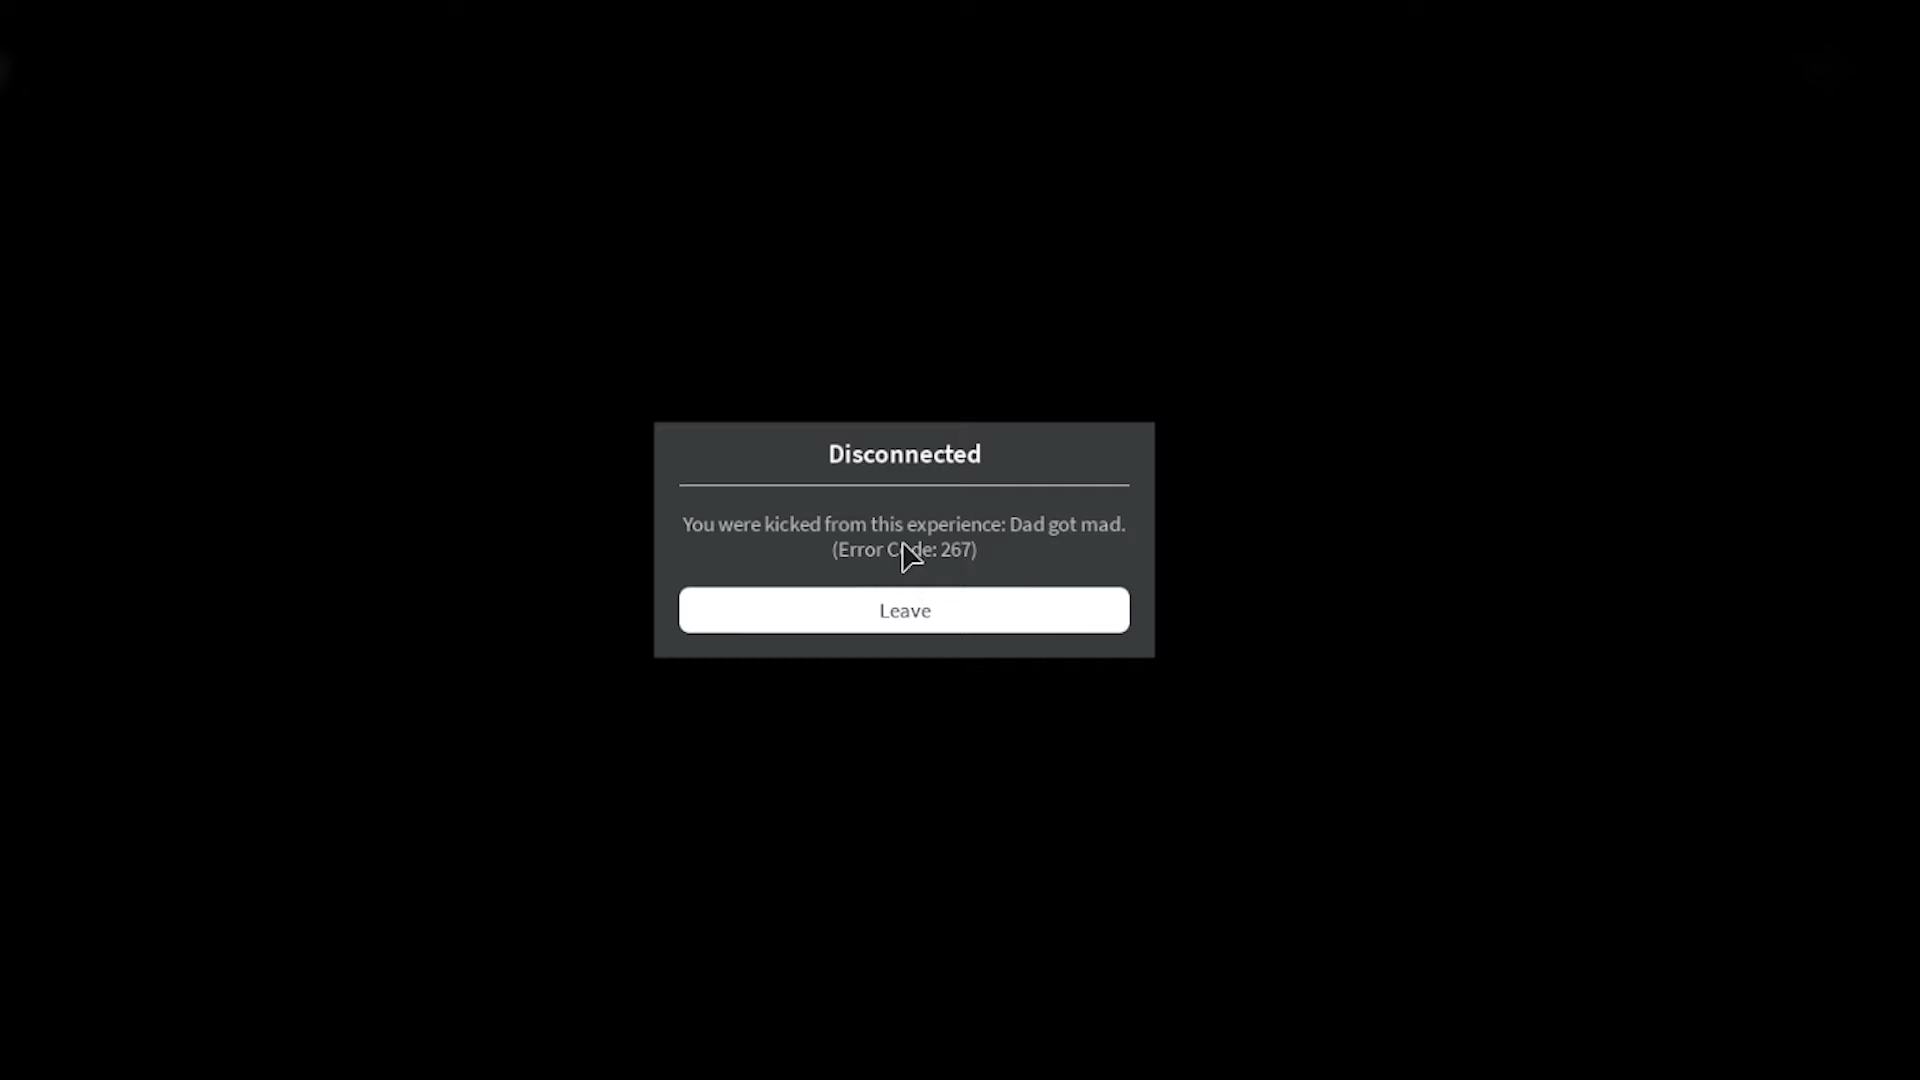 Disconnected
You were kicked from this experience: Dad got mad.
(Error Code: 267)
Leave